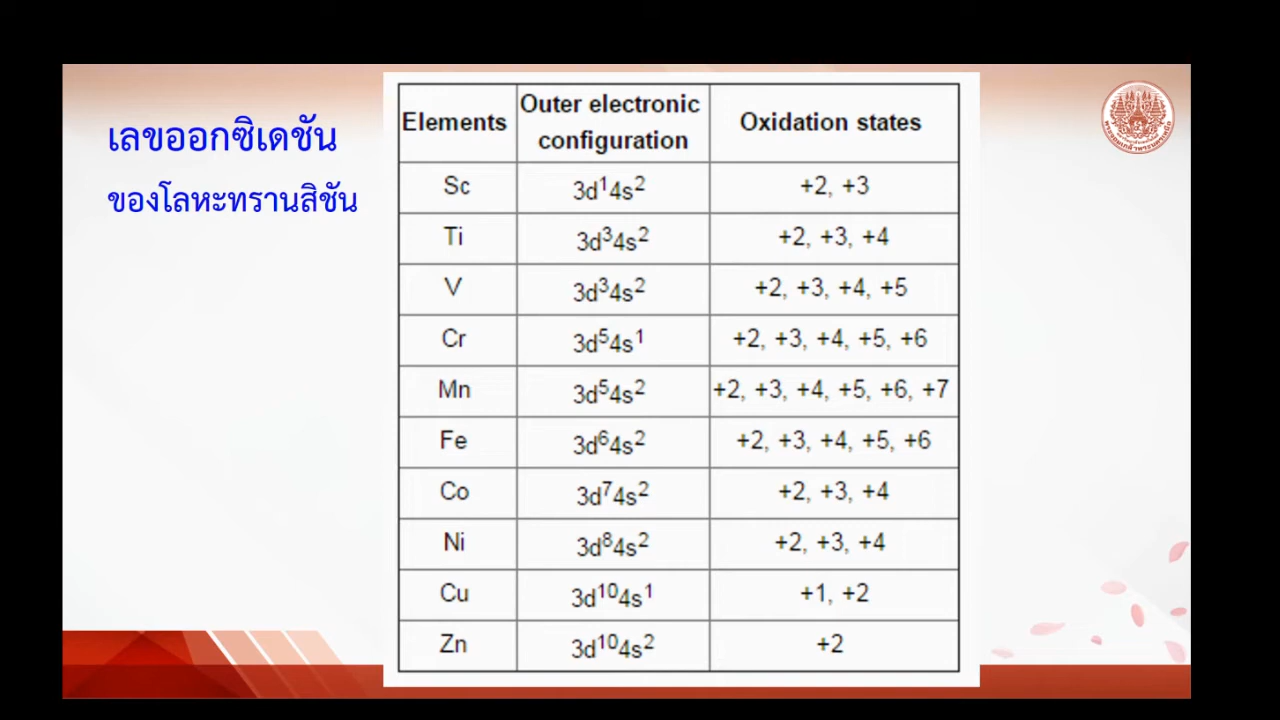 เลขออกซิเดชัน
ของโลหะทรานสิชัน
Elements Outer electronic configuration Oxidation states
Sc 3d¹4s² +2, +3
Ti 3d³4s² +2, +3, +4
V 3d³4s² +2, +3, +4, +5
Cr 3d⁵4s¹ +2, +3, +4, +5, +6
Mn 3d⁵4s² +2, +3, +4, +5, +6, +7
Fe 3d⁶4s² +2, +3, +4, +5, +6
Co 3d⁷4s² +2, +3, +4
Ni 3d⁸4s² +2, +3, +4
Cu 3d¹⁰4s¹ +1, +2
Zn 3d¹⁰4s² +2